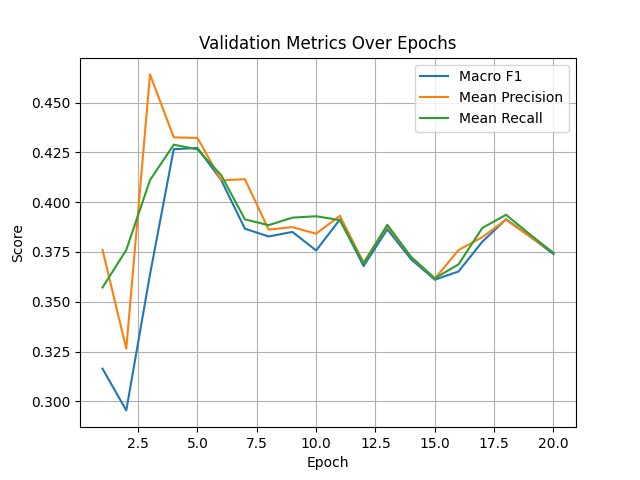 Validation Metrics Over Epochs
Macro F1
Mean Precision
Mean Recall
0.450
0.425
0.400
0.375
0.350
0.325
0.300
Score
2.5 5.0 7.5 10.0 12.5 15.0 17.5 20.0
Epoch